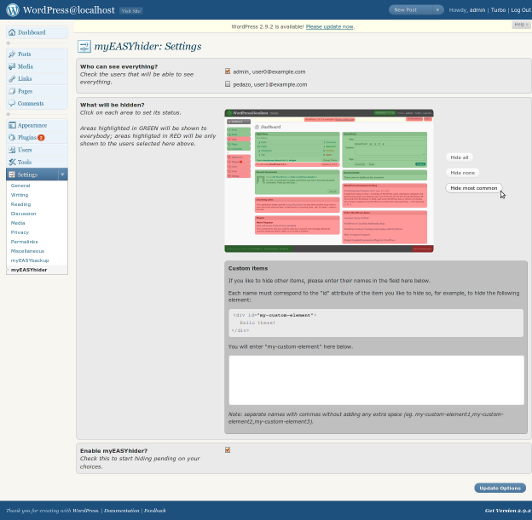 WordPress@localhost Visit Site
New Post
Howdy, admin | Turbo | Log Out
WordPress 2.9.2 is available! Please update now.
Help
Dashboard
Posts
Media
Links
Pages
Comments
Appearance
Plugins
Users
Tools
Settings
General
Writing
Reading
Discussion
Media
Privacy
Permalinks
Miscellaneous
myEASYbackup
myEASYhider
myEASYhider: Settings
Who can see everything?
Check the users that will be able to see
everything.
admin, user0@example.com
pedazo, user1@example.com
What will be hidden?
Click on each area to set its status.
Areas highlighted in GREEN will be shown to
everybody; areas highlighted in RED will be only
shown to the users selected here above.
Dashboard
Hide all
Hide none
Hide most common
Custom items
If you like to hide other items, please enter their names in the field here below.
Each name must correspond to the "id" attribute of the item you like to hide so, for example, to hide the following
element:
<div id="my-custom-element">
Hello there!
</div>
You will enter "my-custom-element" here below.
Note: separate names with commas without adding any extra space (eg. my-custom-element1,my-custom-
element2,my-custom-element3).
Enable myEASYhider?
Check this to start hiding pending on your
choices.
Update Options
Thank you for creating with WordPress | Documentation | Feedback
Get Version 2.9.2